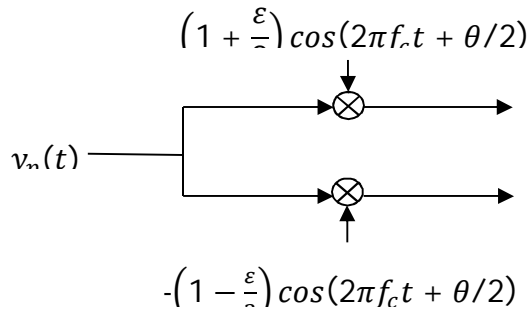 (1 + ε/2) cos(2πf_c t + θ/2)
v_n(t)
-(1 − ε/2) cos(2πf_c t + θ/2)